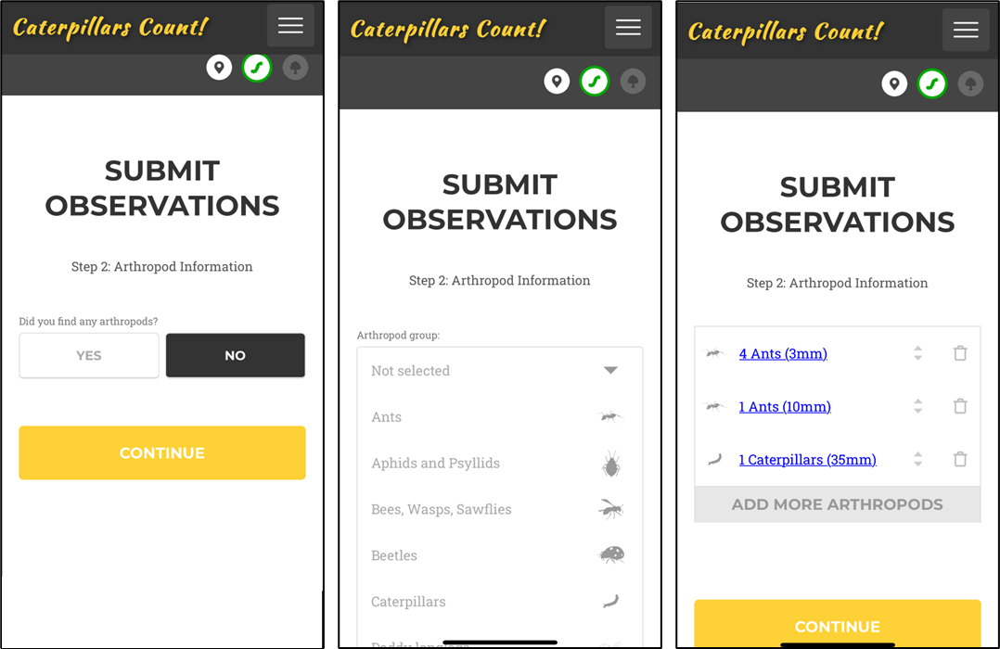 Caterpillars Count!
SUBMIT
OBSERVATIONS
Step 2: Arthropod Information
Did you find any arthropods?
YES
NO
CONTINUE
Caterpillars Count!
SUBMIT
OBSERVATIONS
Step 2: Arthropod Information
Arthropod group:
Not selected
Ants
Aphids and Psyllids
Bees, Wasps, Sawflies
Beetles
Caterpillars
Daddy longlegs
Caterpillars Count!
SUBMIT
OBSERVATIONS
Step 2: Arthropod Information
4 Ants (3mm)
1 Ants (10mm)
1 Caterpillars (35mm)
ADD MORE ARTHROPODS
CONTINUE